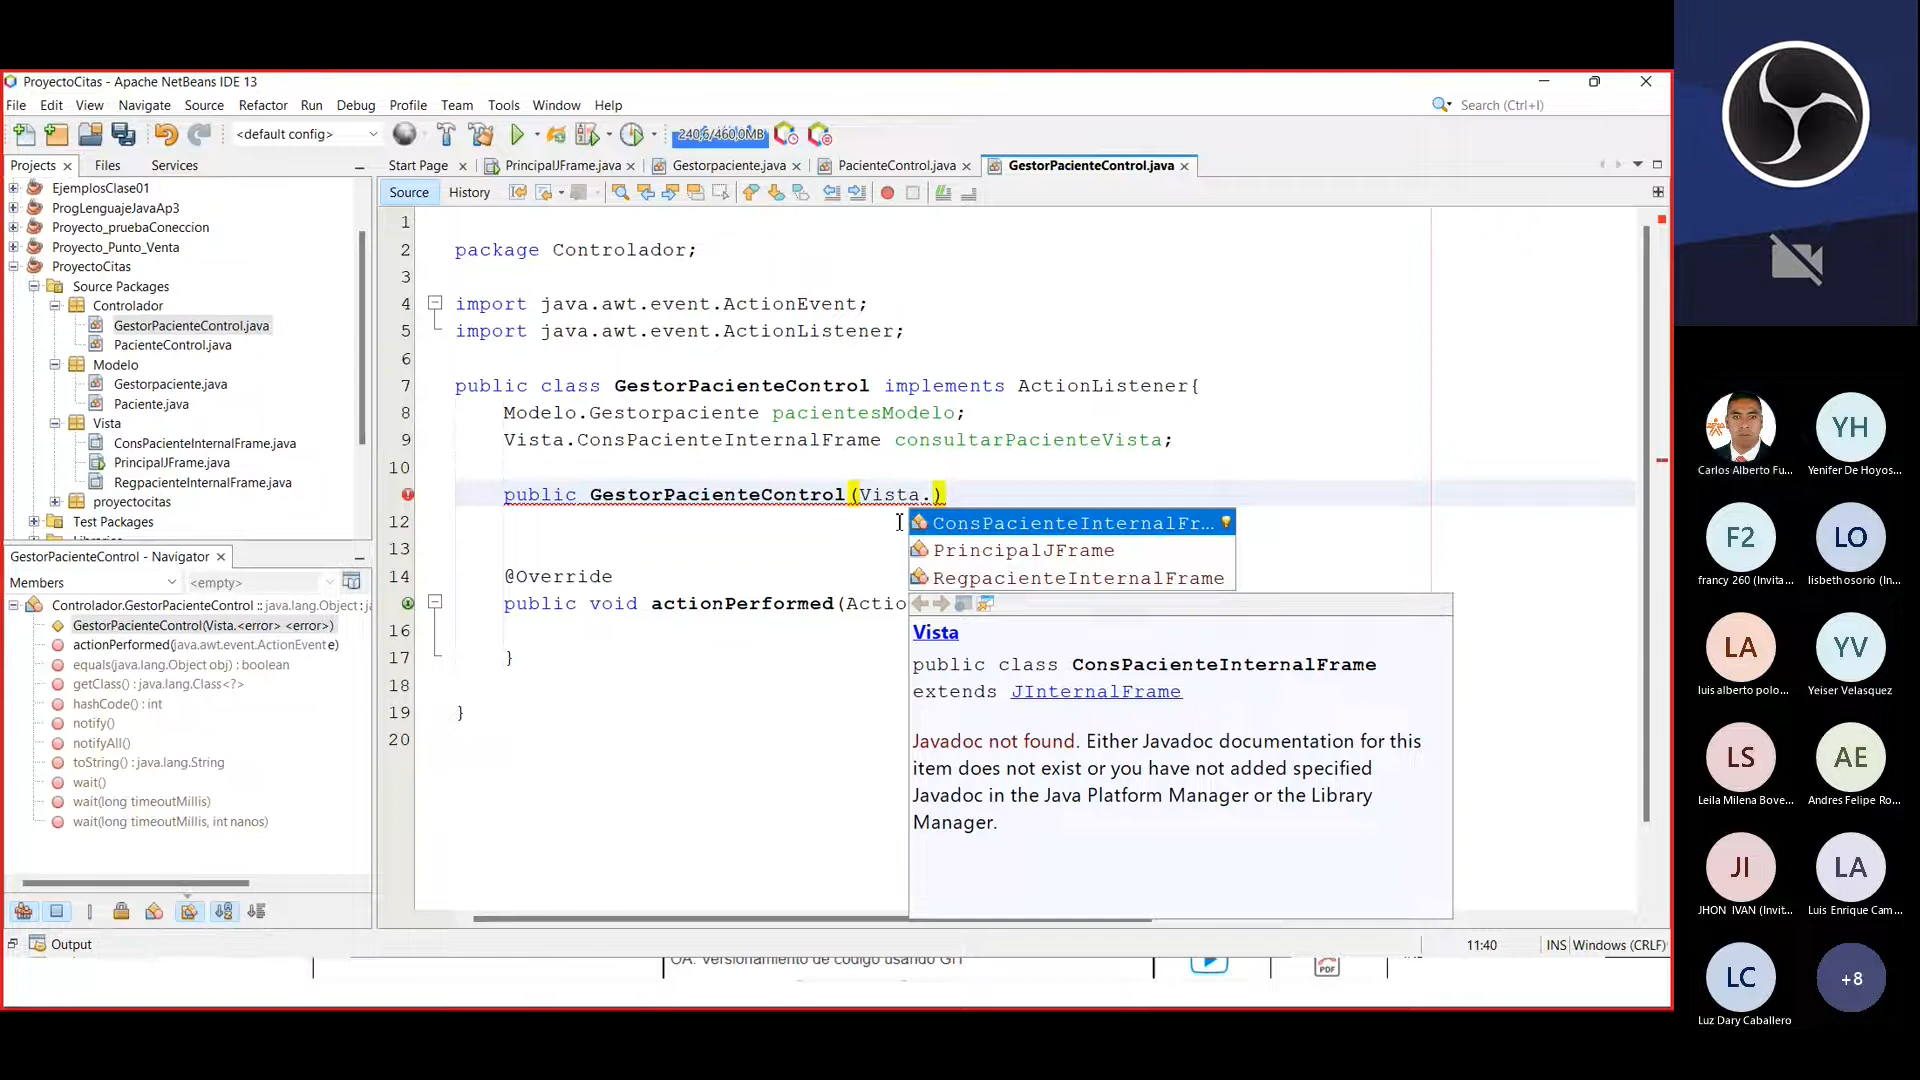 ProyectoCitas - Apache NetBeans IDE 13
File Edit View Navigate Source Refactor Run Debug Profile Team Tools Window Help
Search (Ctrl+I)
<default config>
240,6/460,0MB
Projects Files Services
Start Page PrincipalJFrame.java Gestorpaciente.java PacienteControl.java GestorPacienteControl.java
Source History
EjemplosClase01
ProgLenguajeJavaAp3
Proyecto_pruebaConeccion
Proyecto_Punto_Venta
ProyectoCitas
Source Packages
Controlador
GestorPacienteControl.java
PacienteControl.java
Modelo
Gestorpaciente.java
Paciente.java
Vista
ConsPacienteInternalFrame.java
PrincipalJFrame.java
RegpacienteInternalFrame.java
proyectocitas
Test Packages
GestorPacienteControl - Navigator
Members <empty>
Controlador.GestorPacienteControl :: java.lang.Object : ja
GestorPacienteControl(Vista.<error> <error>)
actionPerformed(java.awt.event.ActionEvent e)
equals(java.lang.Object obj) : boolean
getClass() : java.lang.Class<?>
hashCode() : int
notify()
notifyAll()
toString() : java.lang.String
wait()
wait(long timeoutMillis)
wait(long timeoutMillis, int nanos)
Output
1
2 package Controlador;
3
4 import java.awt.event.ActionEvent;
5 import java.awt.event.ActionListener;
6
7 public class GestorPacienteControl implements ActionListener{
8 Modelo.Gestorpaciente pacientesModelo;
9 Vista.ConsPacienteInternalFrame consultarPacienteVista;
10
public GestorPacienteControl(Vista.)
12
13
14 @Override
public void actionPerformed(Actio
16
17 }
18
19 }
20
ConsPacienteInternalFr...
PrincipalJFrame
RegpacienteInternalFrame
Vista
public class ConsPacienteInternalFrame
extends JInternalFrame
Javadoc not found. Either Javadoc documentation for this
item does not exist or you have not added specified
Javadoc in the Java Platform Manager or the Library
Manager.
11:40 INS Windows (CRLF)
OA: Versionamiento de código usando GIT
PDF
Carlos Alberto Fu...
YH
Yenifer De Hoyos...
F2
francy 260 (Invita...
LO
lisbeth osorio (In...
LA
luis alberto polo...
YV
Yeiser Velasquez
LS
Leila Milena Bove...
AE
Andres Felipe Ro...
JI
JHON IVAN (Invit...
LA
Luis Enrique Cam...
LC
Luz Dary Caballero
+8